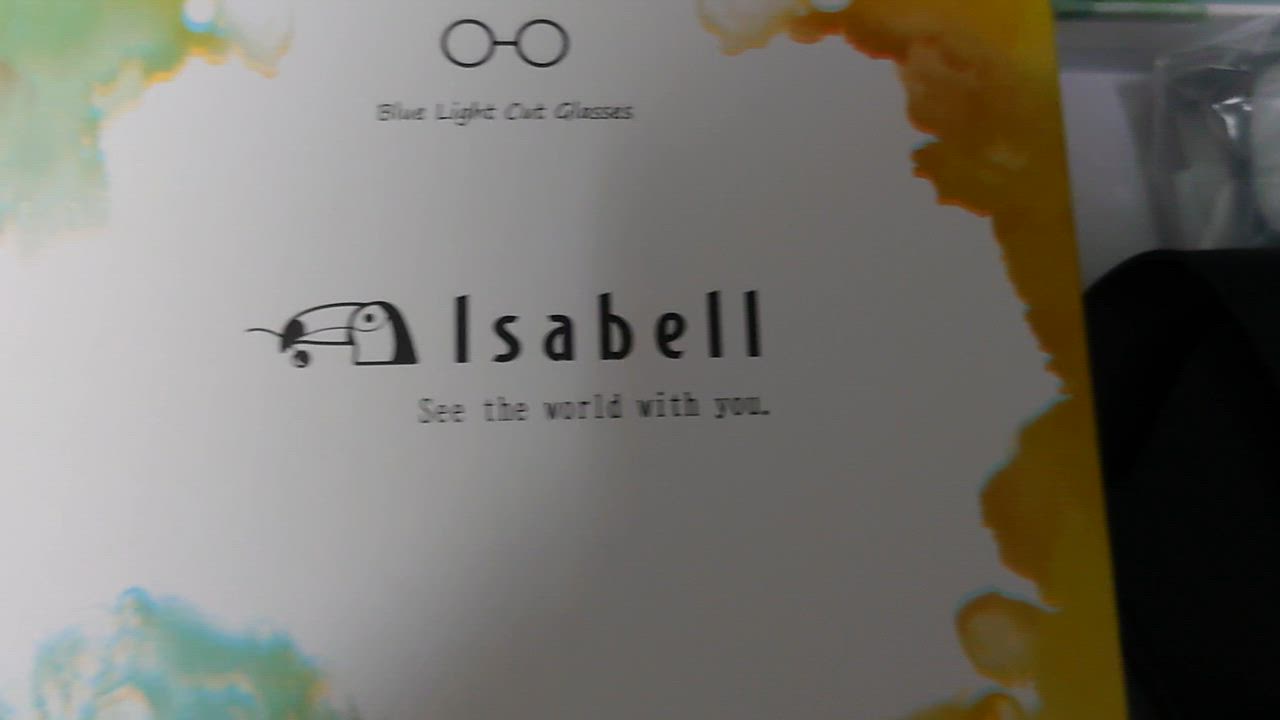 Blue Light Cut Glasses
Isabell
See the world with you.